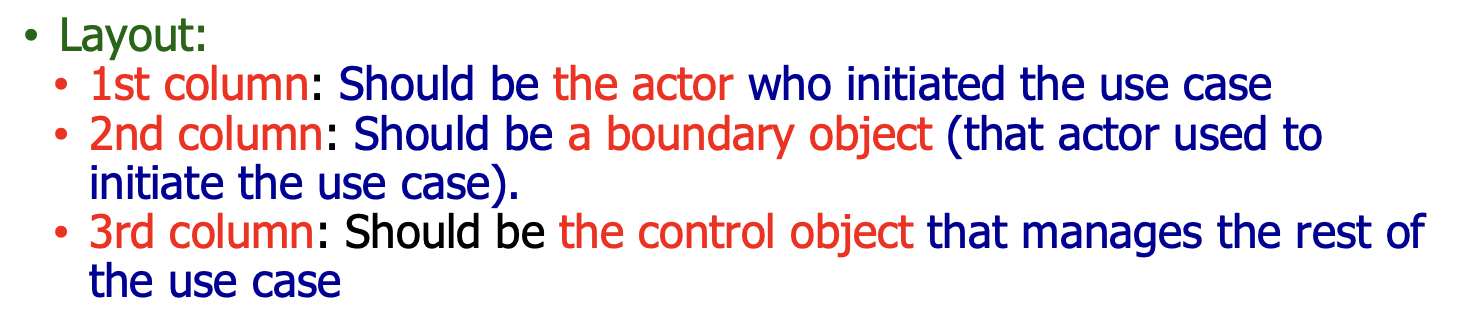 • Layout:
• 1st column: Should be the actor who initiated the use case
• 2nd column: Should be a boundary object (that actor used to
initiate the use case).
• 3rd column: Should be the control object that manages the rest of
the use case